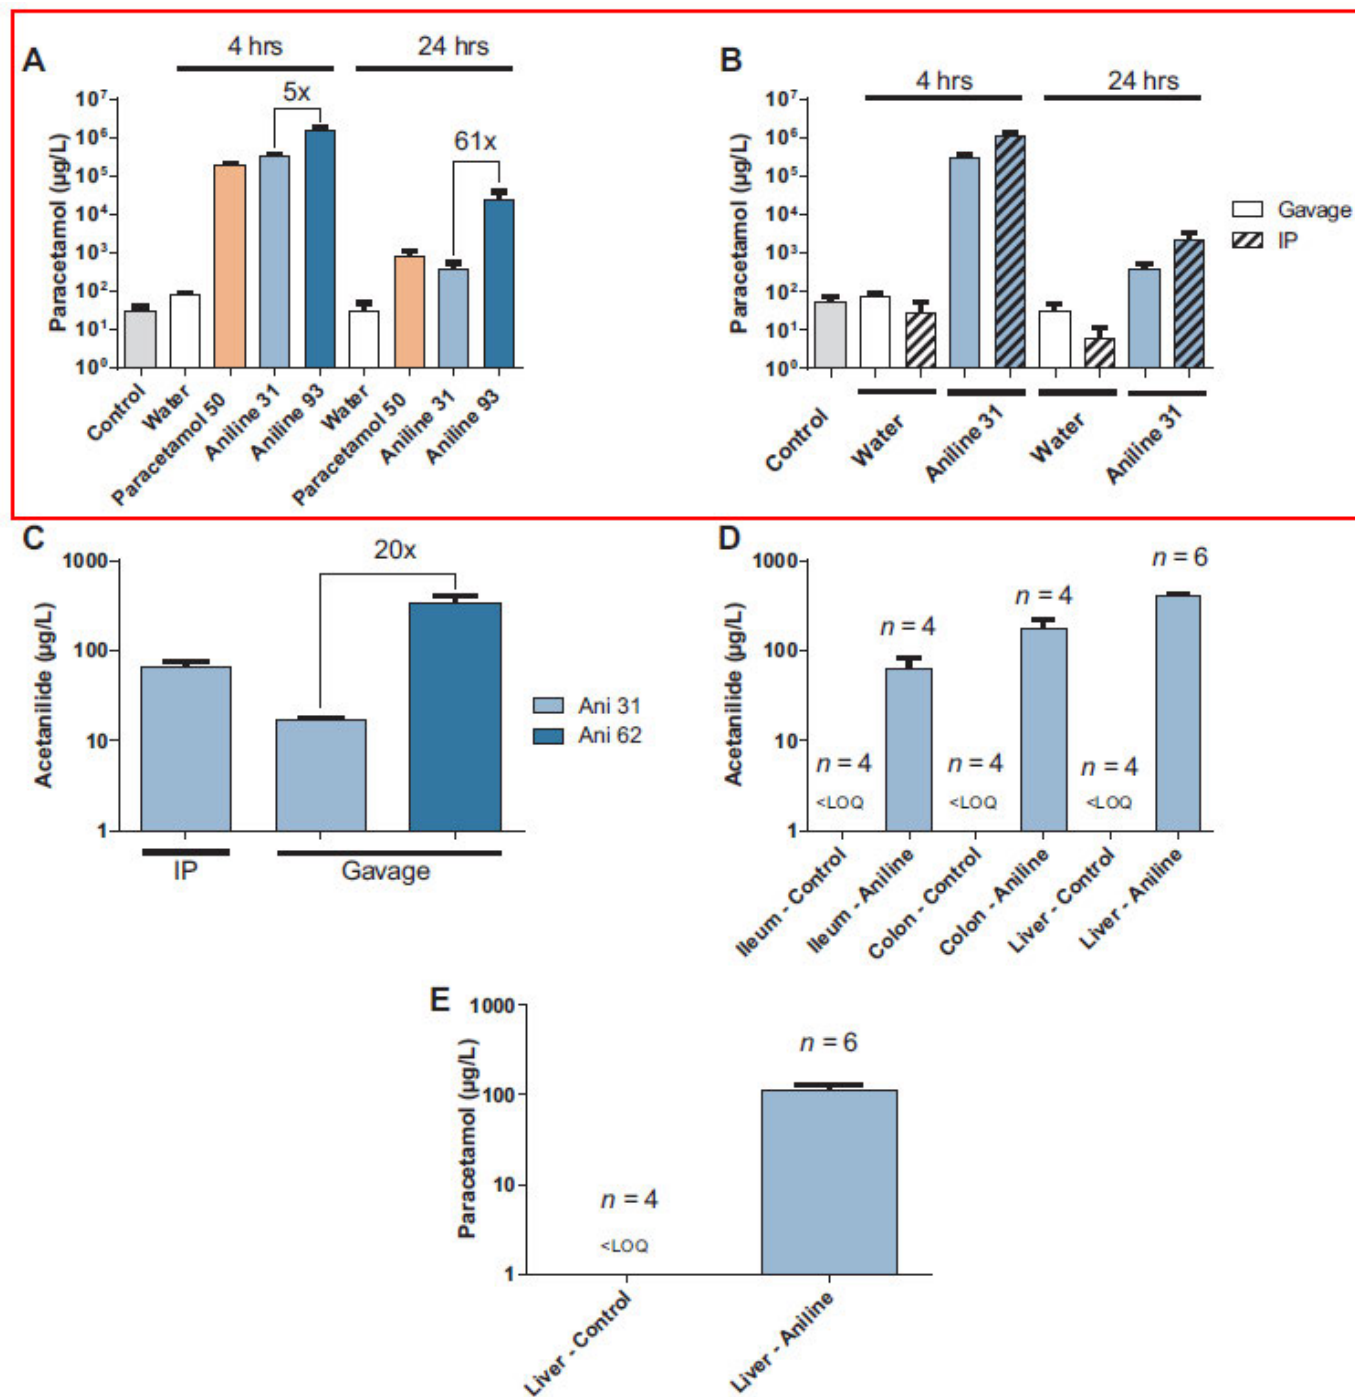 A
4 hrs
24 hrs
5x
61x
Paracetamol (µg/L)
10⁷
10⁶
10⁵
10⁴
10³
10²
10¹
10⁰
Control
Water
Paracetamol 50
Aniline 31
Aniline 93
Water
Paracetamol 50
Aniline 31
Aniline 93
B
4 hrs
24 hrs
Paracetamol (µg/L)
10⁷
10⁶
10⁵
10⁴
10³
10²
10¹
10⁰
Gavage
IP
Control
Water
Aniline 31
Water
Aniline 31
C
20x
Acetanilide (µg/L)
1000
100
10
1
Ani 31
Ani 62
IP
Gavage
D
Acetanilide (µg/L)
1000
100
10
1
n = 4
<LOQ
n = 4
n = 4
<LOQ
n = 4
n = 4
<LOQ
n = 6
Ileum - Control
Ileum - Aniline
Colon - Control
Colon - Aniline
Liver - Control
Liver - Aniline
E
Paracetamol (µg/L)
1000
100
10
1
n = 4
<LOQ
n = 6
Liver - Control
Liver - Aniline